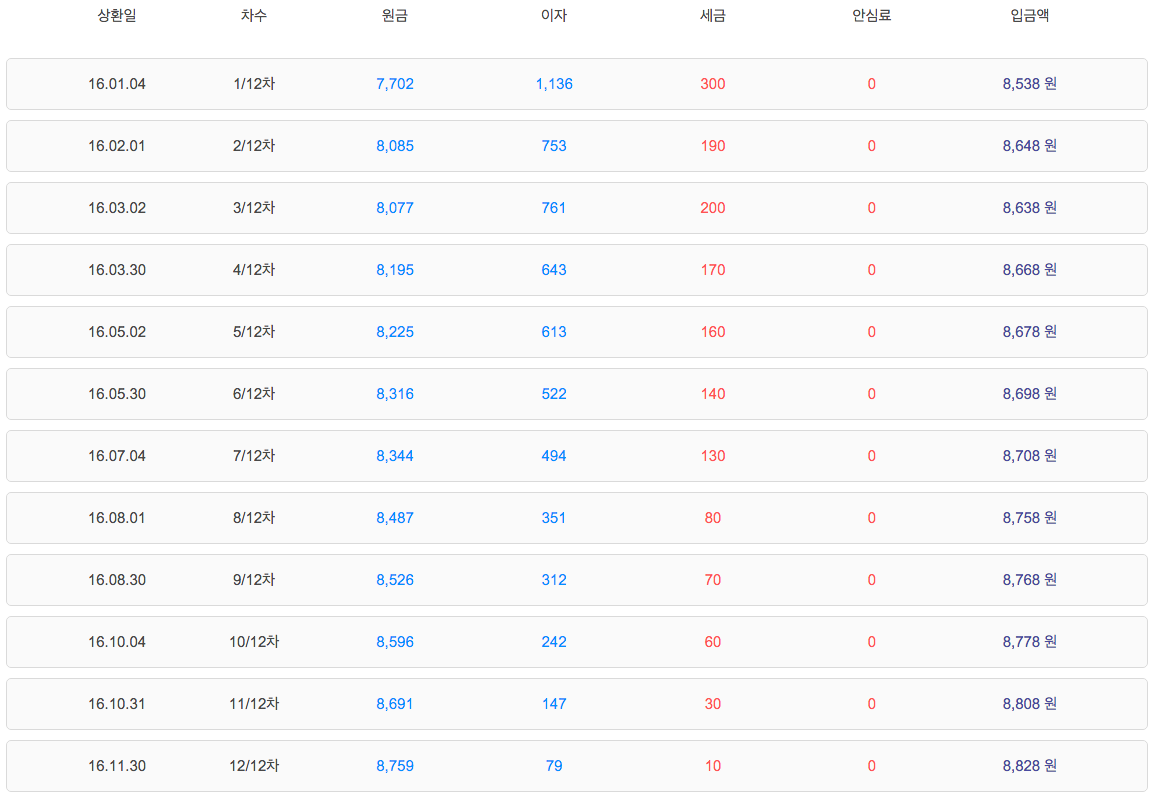 상환일 차수 원금 이자 세금 안심료 입금액
16.01.04 1/12차 7,702 1,136 300 0 8,538 원
16.02.01 2/12차 8,085 753 190 0 8,648 원
16.03.02 3/12차 8,077 761 200 0 8,638 원
16.03.30 4/12차 8,195 643 170 0 8,668 원
16.05.02 5/12차 8,225 613 160 0 8,678 원
16.05.30 6/12차 8,316 522 140 0 8,698 원
16.07.04 7/12차 8,344 494 130 0 8,708 원
16.08.01 8/12차 8,487 351 80 0 8,758 원
16.08.30 9/12차 8,526 312 70 0 8,768 원
16.10.04 10/12차 8,596 242 60 0 8,778 원
16.10.31 11/12차 8,691 147 30 0 8,808 원
16.11.30 12/12차 8,759 79 10 0 8,828 원